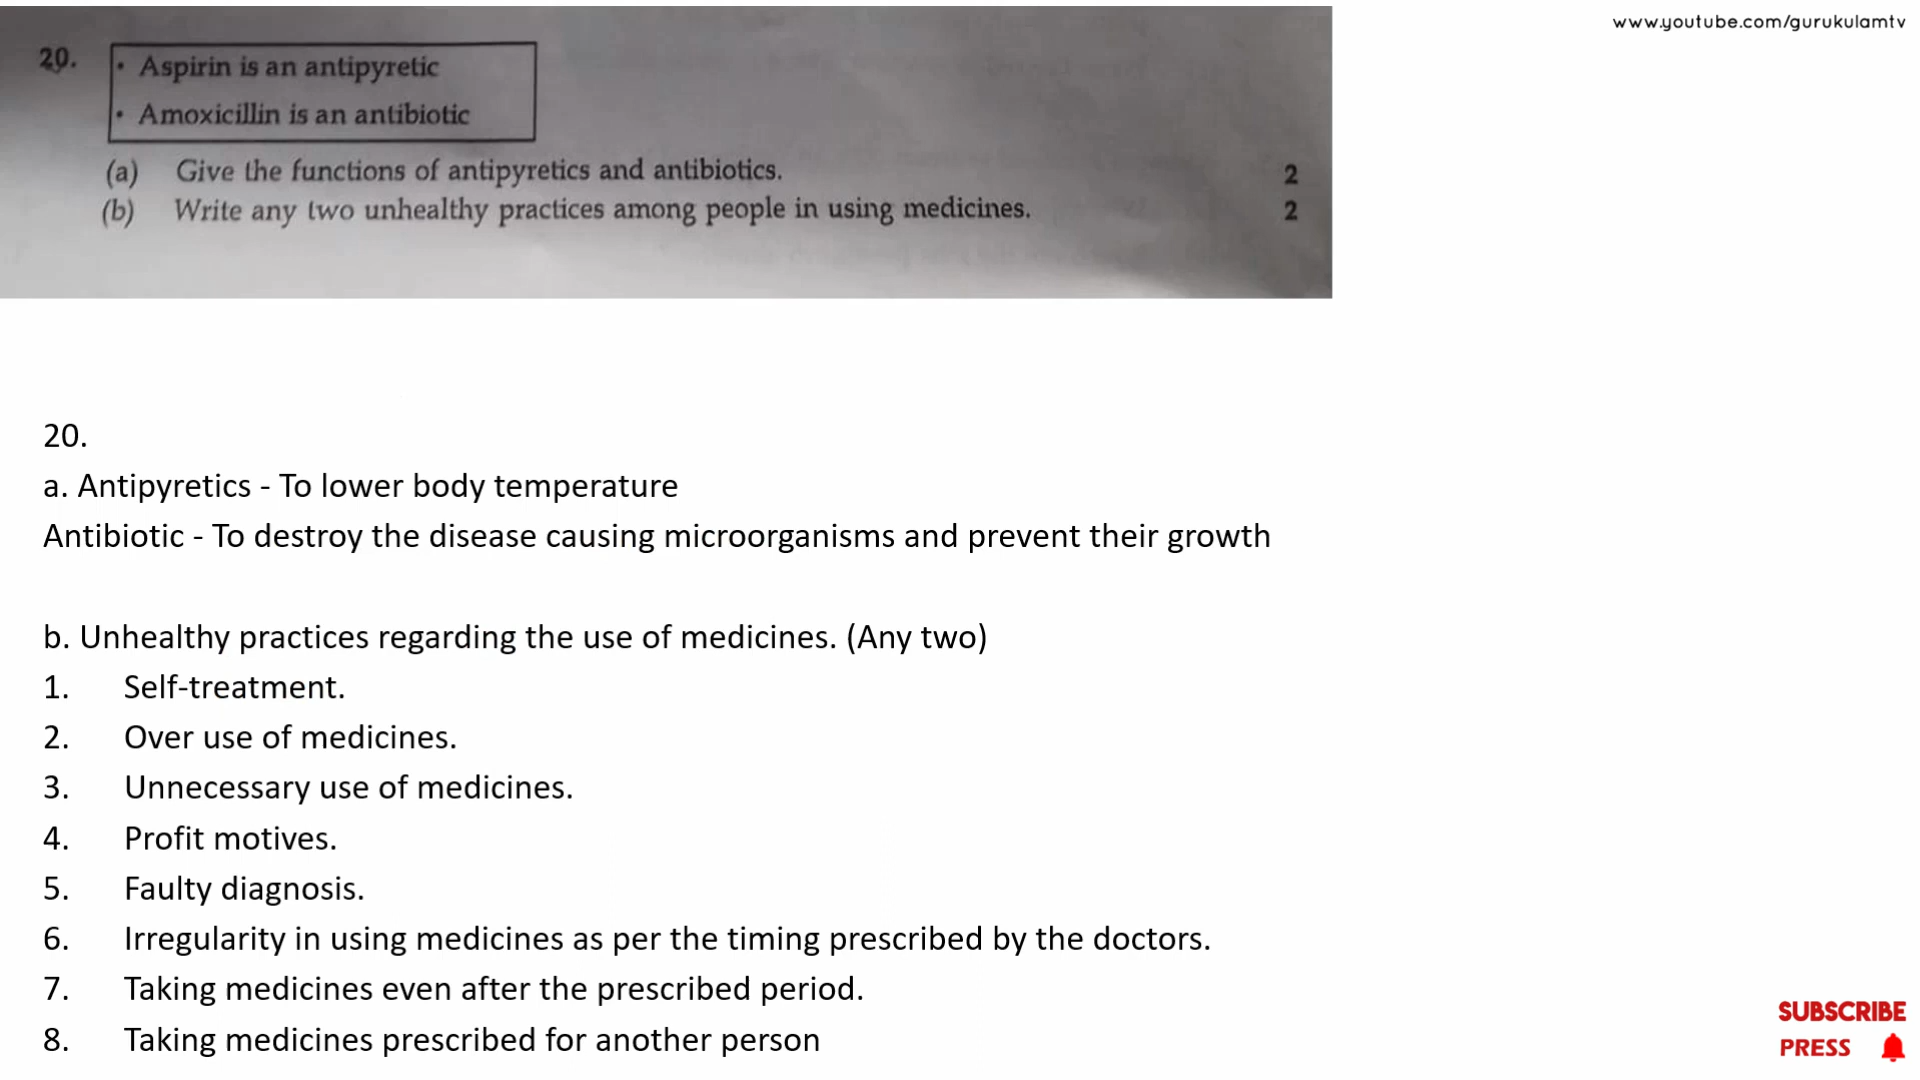 www.youtube.com/gurukulamtv
20.
• Aspirin is an antipyretic
• Amoxicillin is an antibiotic
(a) Give the functions of antipyretics and antibiotics. 2
(b) Write any two unhealthy practices among people in using medicines. 2
20.
a. Antipyretics - To lower body temperature
Antibiotic - To destroy the disease causing microorganisms and prevent their growth
b. Unhealthy practices regarding the use of medicines. (Any two)
1. Self-treatment.
2. Over use of medicines.
3. Unnecessary use of medicines.
4. Profit motives.
5. Faulty diagnosis.
6. Irregularity in using medicines as per the timing prescribed by the doctors.
7. Taking medicines even after the prescribed period.
8. Taking medicines prescribed for another person
SUBSCRIBE
PRESS